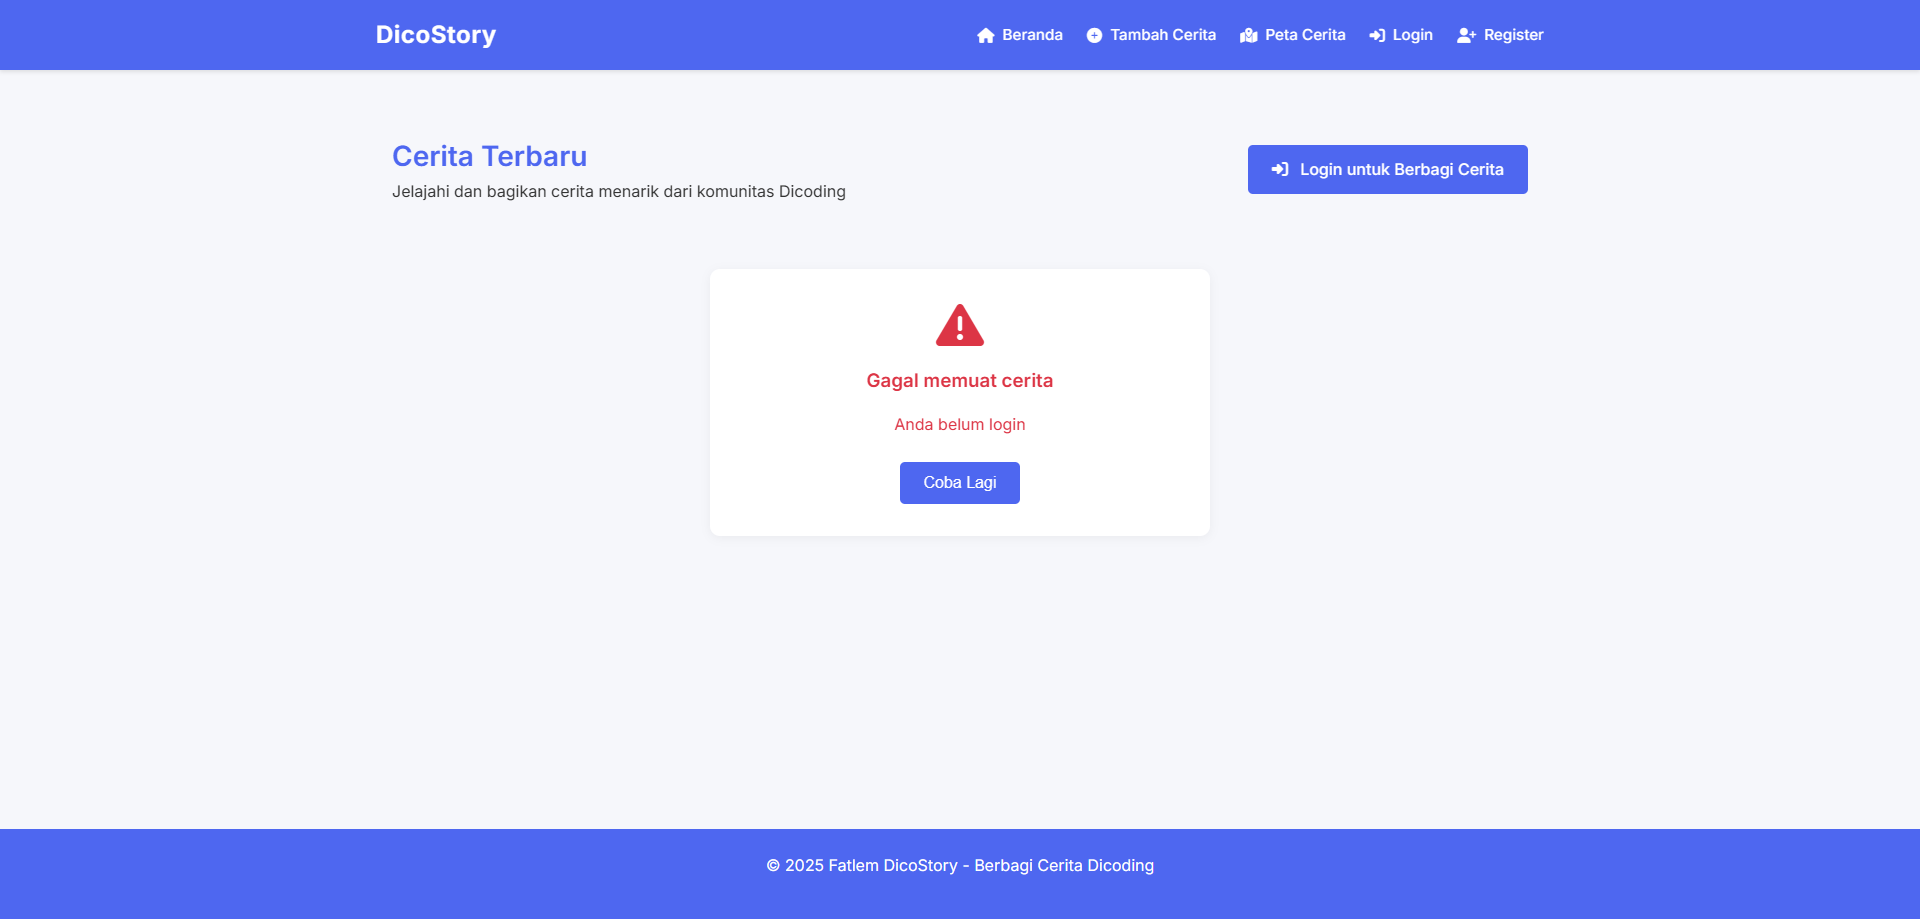 DicoStory
Beranda
Tambah Cerita
Peta Cerita
Login
Register
Cerita Terbaru
Jelajahi dan bagikan cerita menarik dari komunitas Dicoding
Login untuk Berbagi Cerita
Gagal memuat cerita
Anda belum login
Coba Lagi
© 2025 Fatlem DicoStory - Berbagi Cerita Dicoding